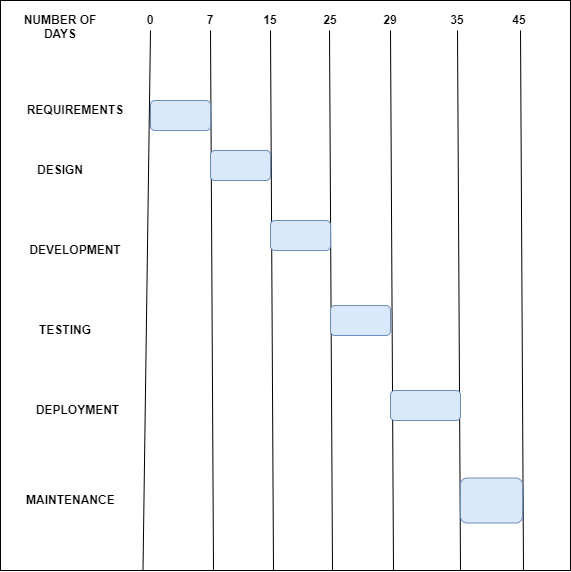 NUMBER OF
DAYS
0 7 15 25 29 35 45
REQUIREMENTS
DESIGN
DEVELOPMENT
TESTING
DEPLOYMENT
MAINTENANCE